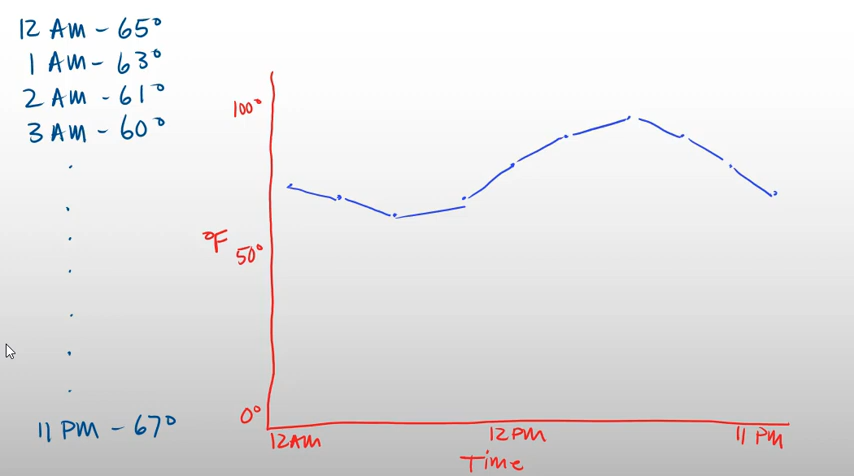 12 AM - 65°
1 AM - 63°
2 AM - 61°
3 AM - 60°
11 PM - 67°
100°
°F
50°
0°
12AM
12PM
11 PM
Time